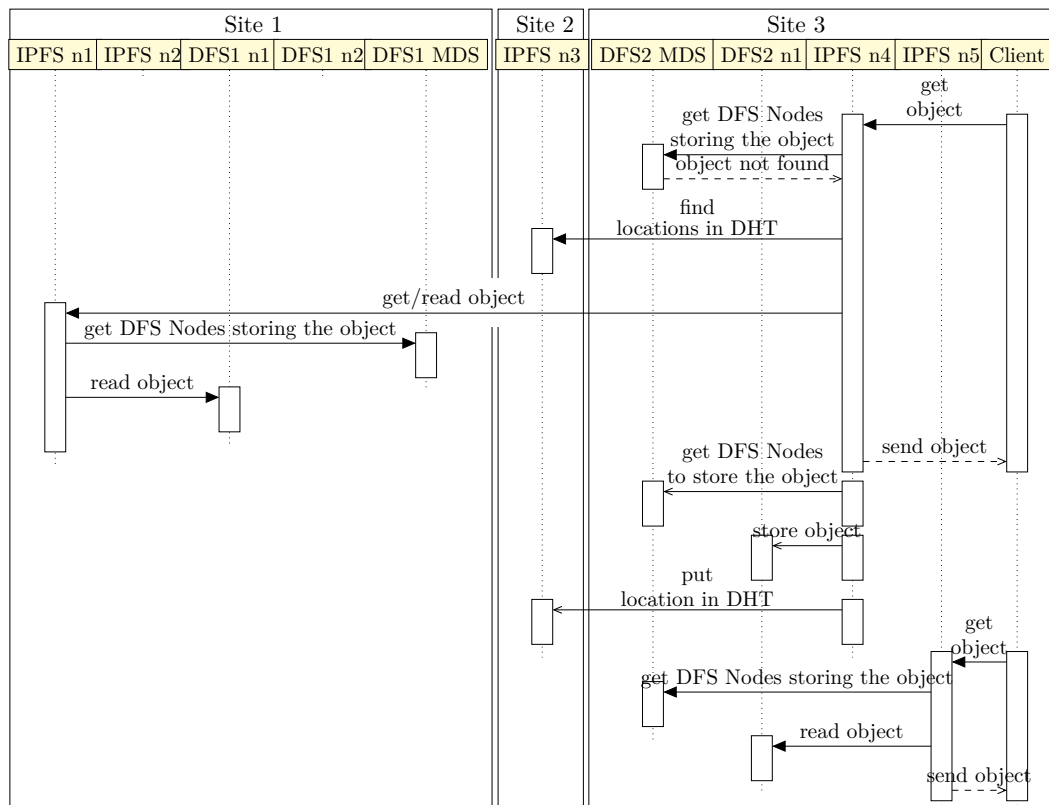 Site 1
Site 2
Site 3
IPFS n1
IPFS n2
DFS1 n1
DFS1 n2
DFS1 MDS
IPFS n3
DFS2 MDS
DFS2 n1
IPFS n4
IPFS n5
Client
get
object
get DFS Nodes
storing the object
object not found
find
locations in DHT
get/read object
get DFS Nodes storing the object
read object
send object
get DFS Nodes
to store the object
store object
put
location in DHT
get
object
get DFS Nodes storing the object
read object
send object